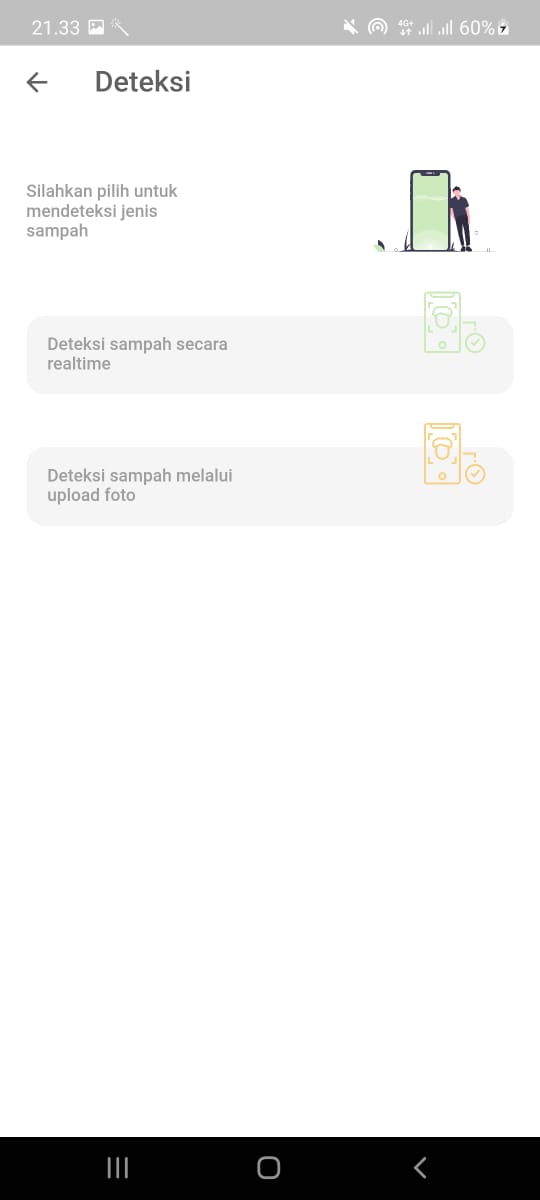 21.33 4G+ 60%
Deteksi
Silahkan pilih untuk
mendeteksi jenis
sampah
Deteksi sampah secara
realtime
Deteksi sampah melalui
upload foto